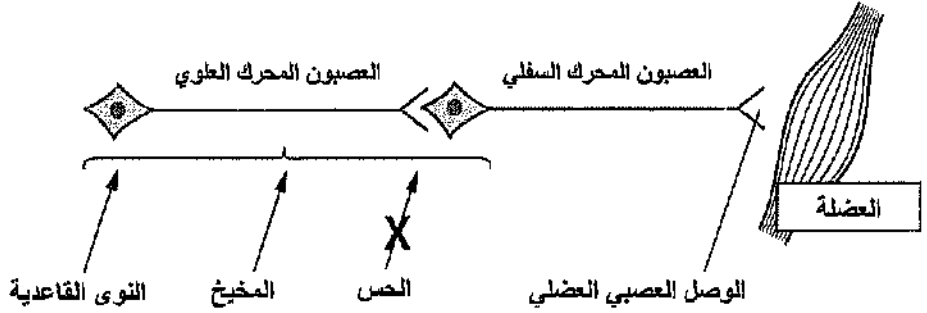 العصبون المحرك العلوي
العصبون المحرك السفلي
العضلة
X
النوى القاعدية
المخيخ
الحس
الوصل العصبي العضلي